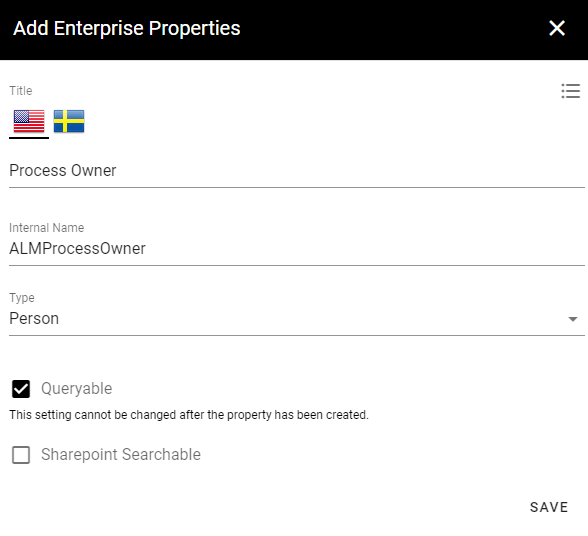 Add Enterprise Properties
Title
Process Owner
Internal Name
ALMProcessOwner
Type
Person
Queryable
This setting cannot be changed after the property has been created.
Sharepoint Searchable
SAVE